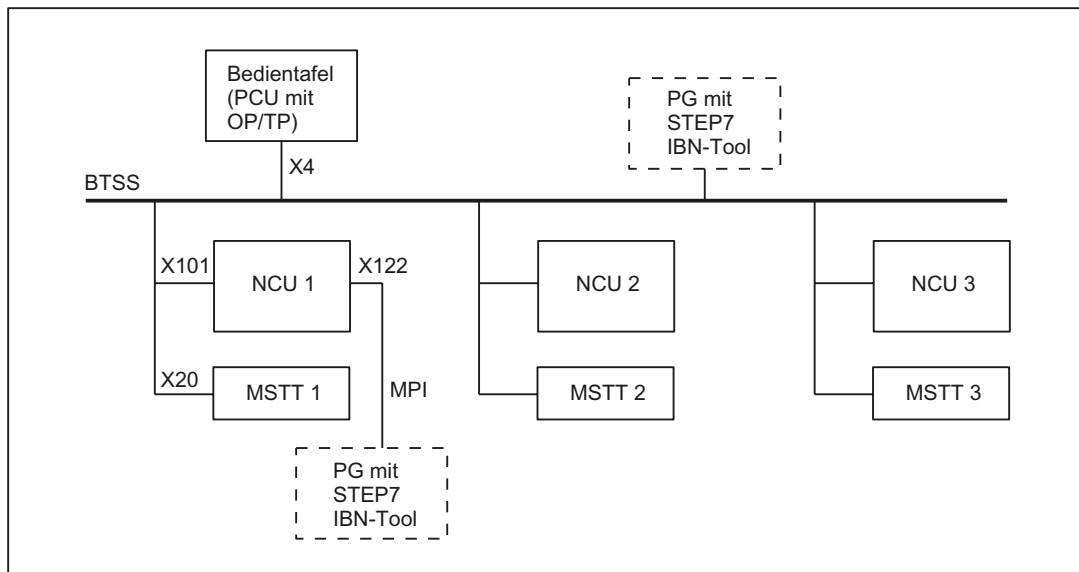 Bedientafel
(PCU mit
OP/TP)
PG mit
STEP7
IBN-Tool
X4
BTSS
X101
NCU 1
X122
NCU 2
NCU 3
X20
MSTT 1
MPI
MSTT 2
MSTT 3
PG mit
STEP7
IBN-Tool